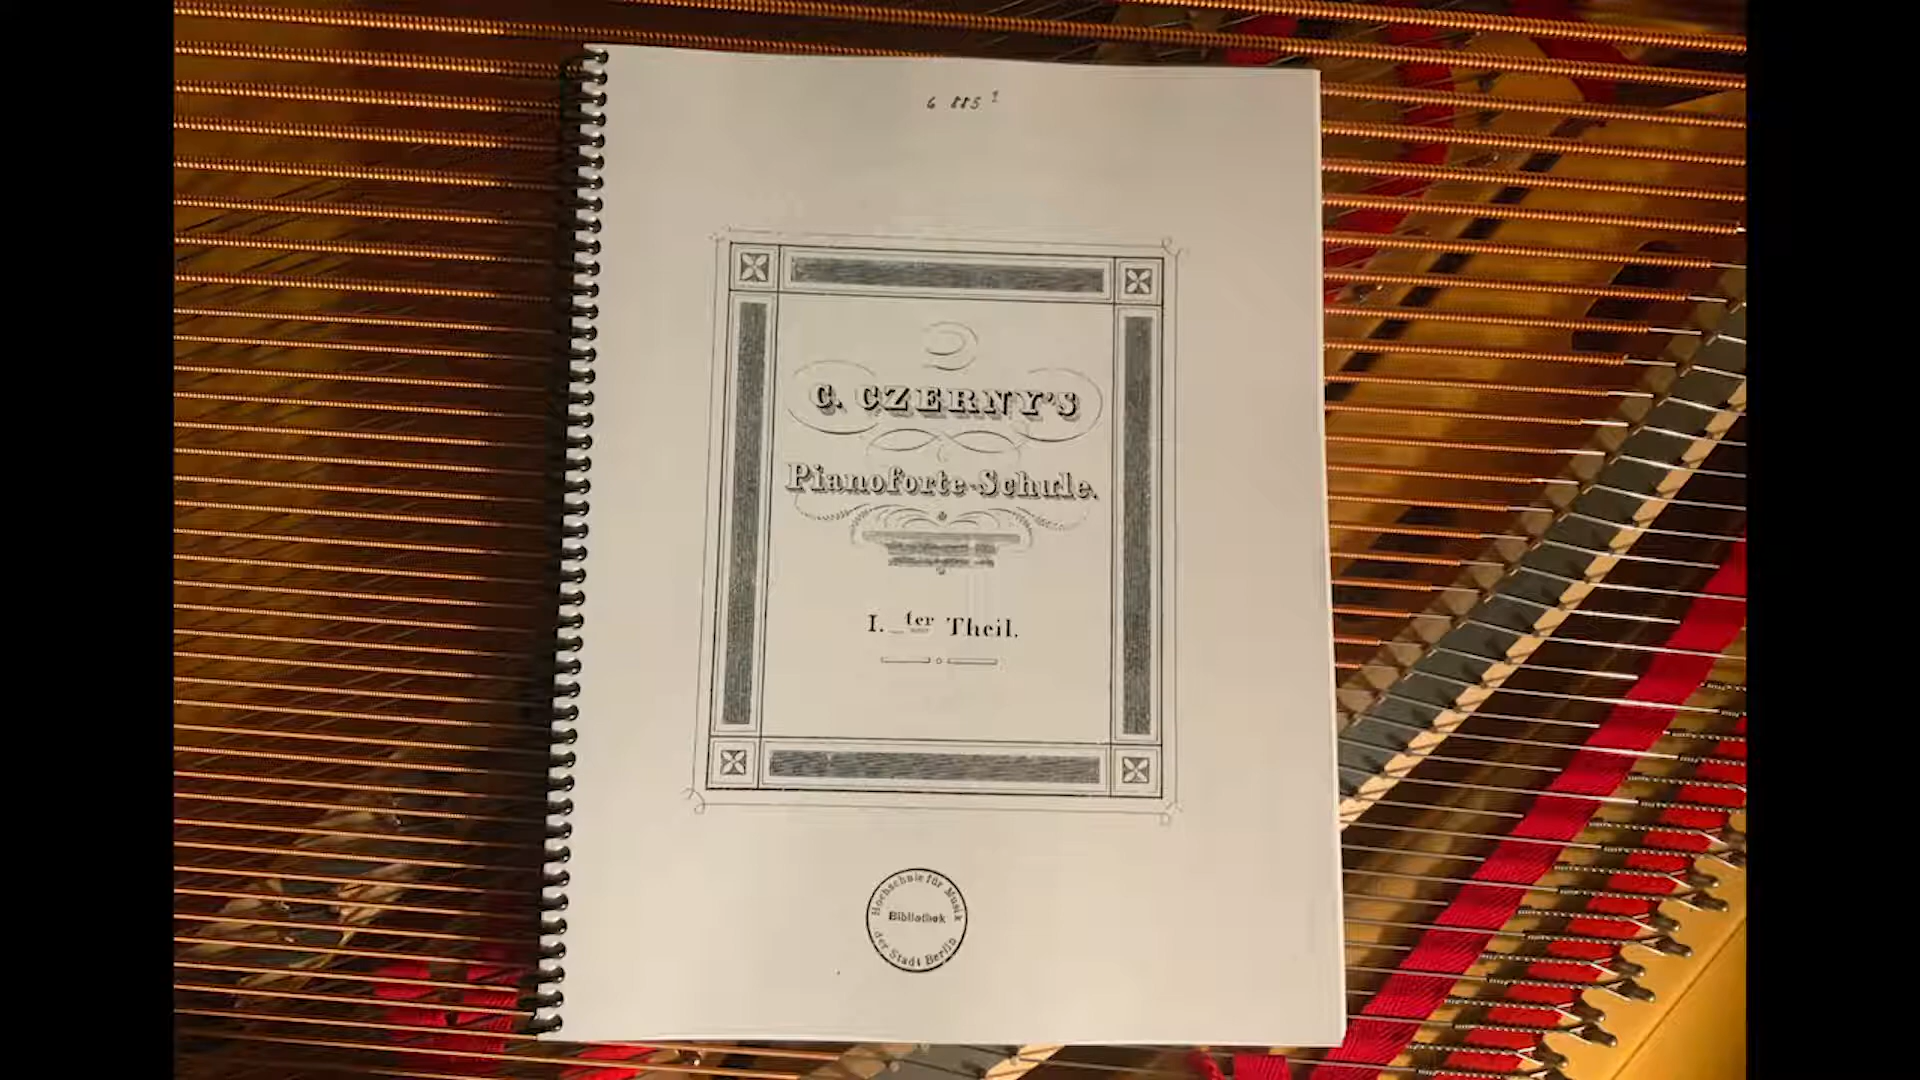 6 885 1
C. CZERNY'S
Pianoforte-Schule.
I. ter Theil.
Hochschule für Musik
Bibliothek
der Stadt Berlin